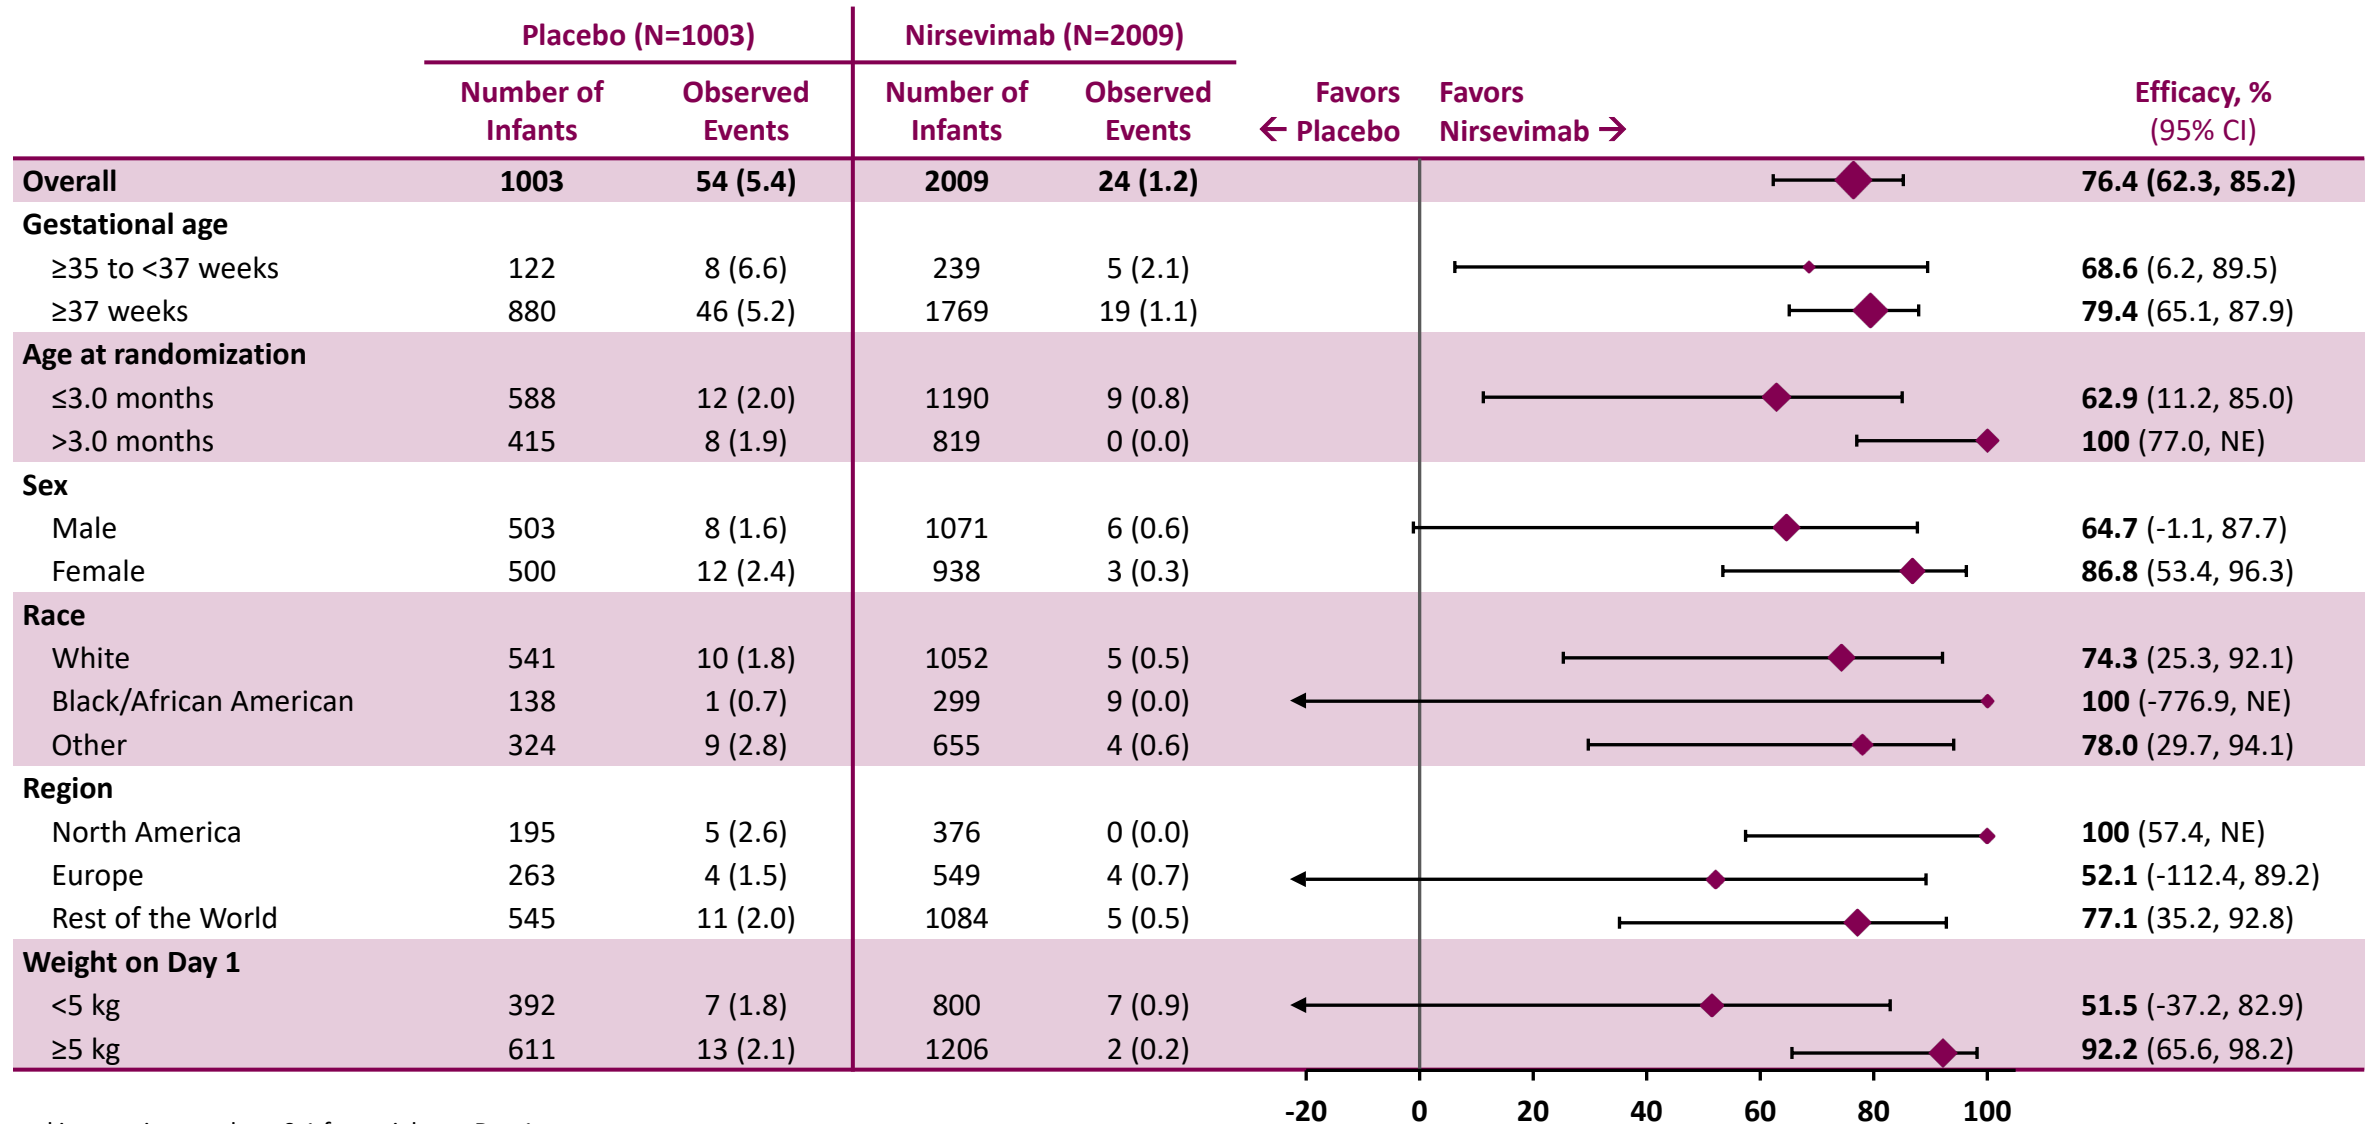 Placebo (N=1003) Nirsevimab (N=2009)
Number of Infants Observed Events Number of Infants Observed Events Favors ← Placebo Favors Nirsevimab → Efficacy, % (95% CI)
Overall 1003 54 (5.4) 2009 24 (1.2) 76.4 (62.3, 85.2)
Gestational age
≥35 to <37 weeks 122 8 (6.6) 239 5 (2.1) 68.6 (6.2, 89.5)
≥37 weeks 880 46 (5.2) 1769 19 (1.1) 79.4 (65.1, 87.9)
Age at randomization
≤3.0 months 588 12 (2.0) 1190 9 (0.8) 62.9 (11.2, 85.0)
>3.0 months 415 8 (1.9) 819 0 (0.0) 100 (77.0, NE)
Sex
Male 503 8 (1.6) 1071 6 (0.6) 64.7 (-1.1, 87.7)
Female 500 12 (2.4) 938 3 (0.3) 86.8 (53.4, 96.3)
Race
White 541 10 (1.8) 1052 5 (0.5) 74.3 (25.3, 92.1)
Black/African American 138 1 (0.7) 299 9 (0.0) 100 (-776.9, NE)
Other 324 9 (2.8) 655 4 (0.6) 78.0 (29.7, 94.1)
Region
North America 195 5 (2.6) 376 0 (0.0) 100 (57.4, NE)
Europe 263 4 (1.5) 549 4 (0.7) 52.1 (-112.4, 89.2)
Rest of the World 545 11 (2.0) 1084 5 (0.5) 77.1 (35.2, 92.8)
Weight on Day 1
<5 kg 392 7 (1.8) 800 7 (0.9) 51.5 (-37.2, 82.9)
≥5 kg 611 13 (2.1) 1206 2 (0.2) 92.2 (65.6, 98.2)
-20 0 20 40 60 80 100